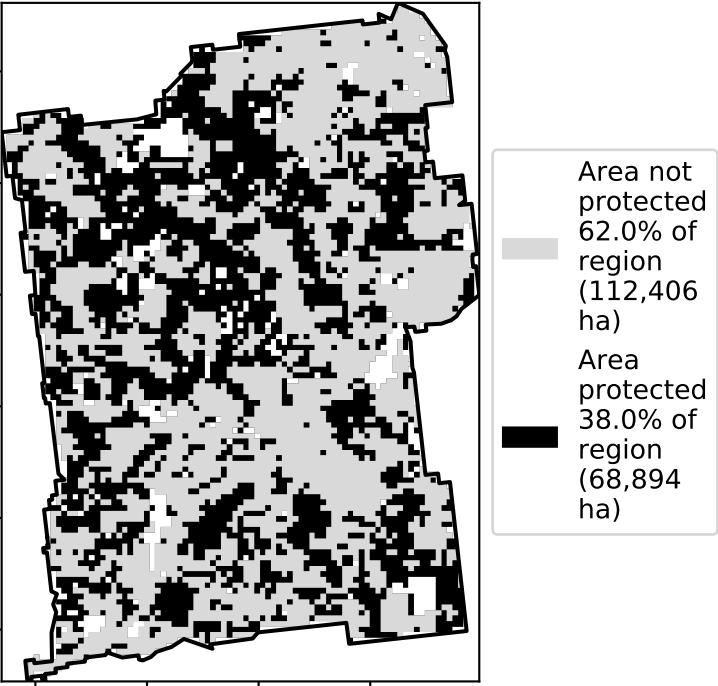 Area not
protected
62.0% of
region
(112,406
ha)
Area
protected
38.0% of
region
(68,894
ha)